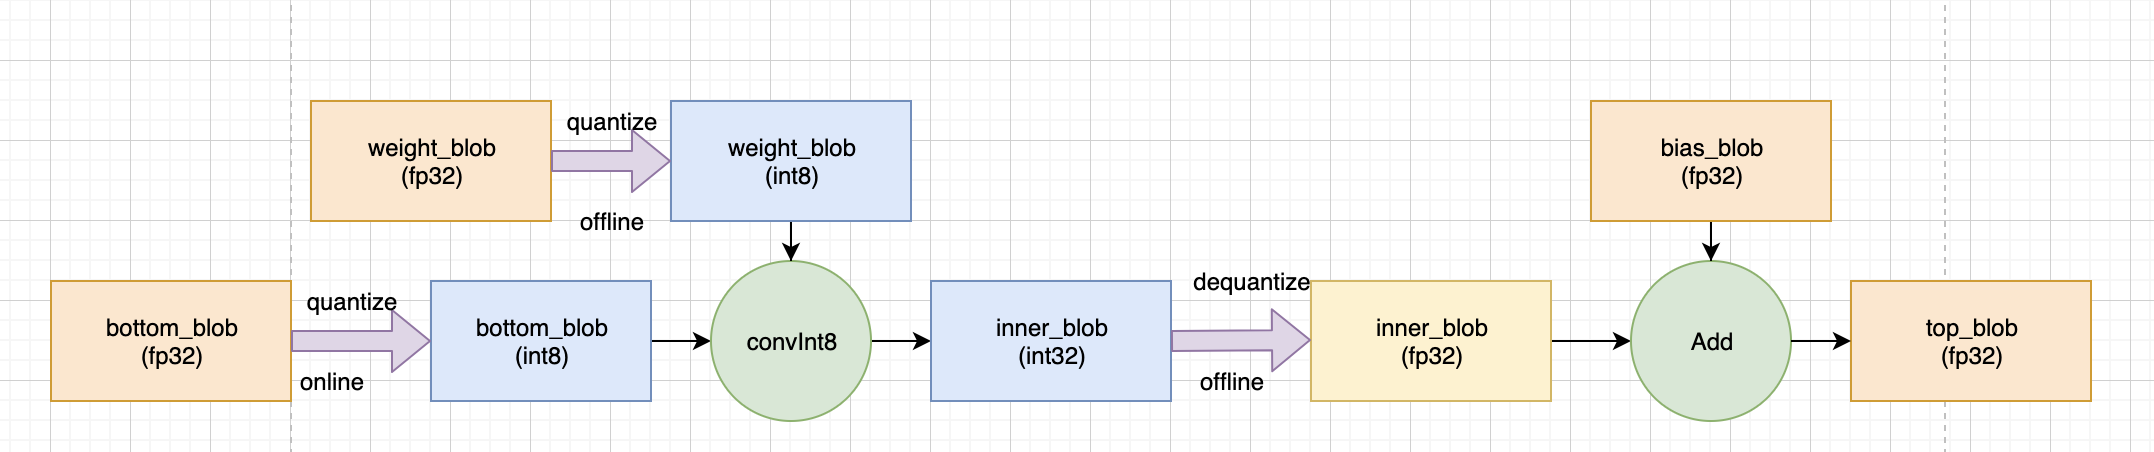 quantize
weight_blob
(fp32)
weight_blob
(int8)
offline
bias_blob
(fp32)
bottom_blob
(fp32)
quantize
online
bottom_blob
(int8)
convInt8
inner_blob
(int32)
dequantize
offline
inner_blob
(fp32)
Add
top_blob
(fp32)